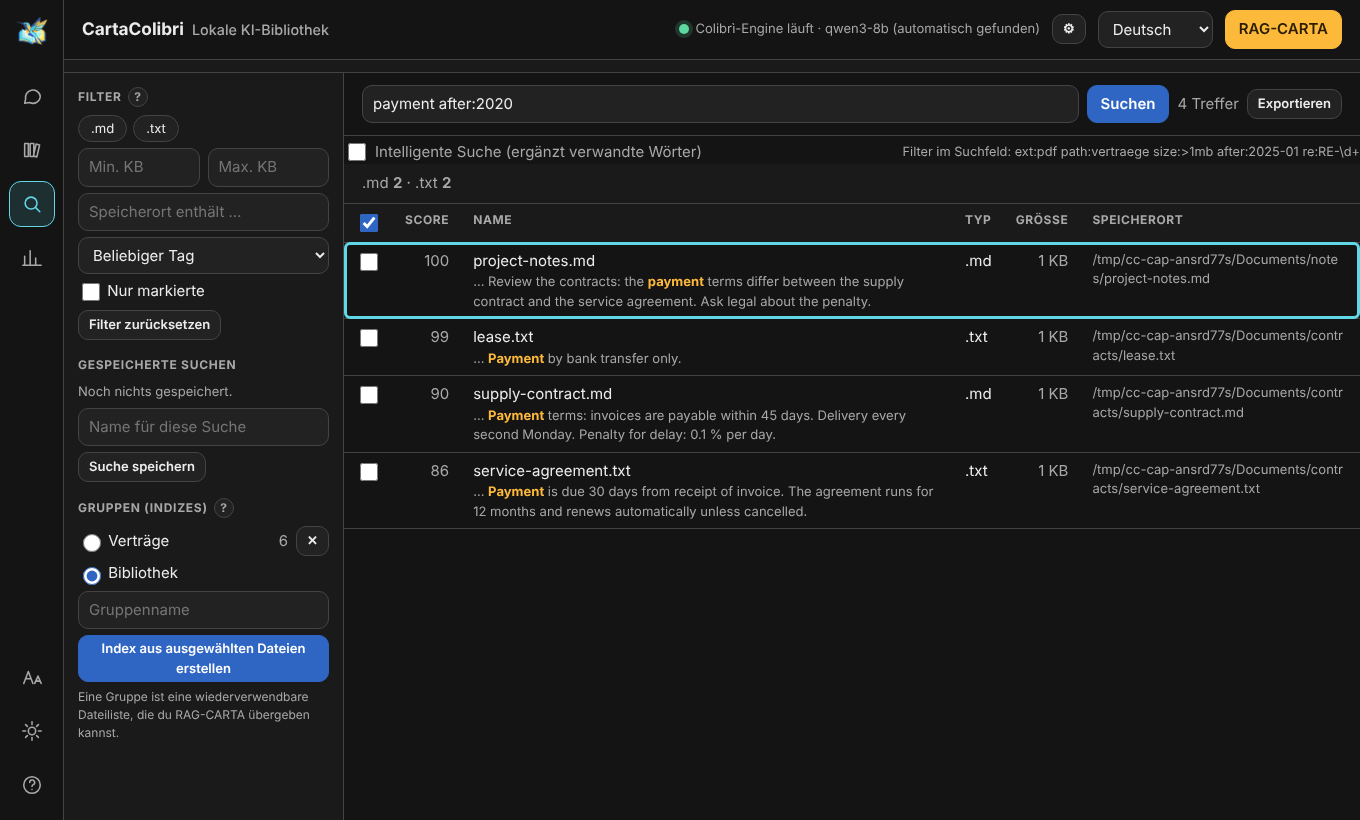 CartaColibri Lokale KI-Bibliothek
Colibrì-Engine läuft · qwen3-8b (automatisch gefunden)
Deutsch
RAG-CARTA
FILTER ?
.md .txt
Min. KB Max. KB
Speicherort enthält ...
Beliebiger Tag
Nur markierte
Filter zurücksetzen
GESPEICHERTE SUCHEN
Noch nichts gespeichert.
Name für diese Suche
Suche speichern
GRUPPEN (INDIZES) ?
Verträge 6 ✕
Bibliothek
Gruppenname
Index aus ausgewählten Dateien
erstellen
Eine Gruppe ist eine wiederverwendbare
Dateiliste, die du RAG-CARTA übergeben
kannst.
payment after:2020
Suchen
4 Treffer
Exportieren
Intelligente Suche (ergänzt verwandte Wörter)
Filter im Suchfeld: ext:pdf path:vertraege size:>1mb after:2025-01 re:RE-\d+
.md 2 · .txt 2
SCORE NAME TYP GRÖSSE SPEICHERORT
100 project-notes.md .md 1 KB /tmp/cc-cap-ansrd77s/Documents/note
s/project-notes.md
... Review the contracts: the payment terms differ between the supply
contract and the service agreement. Ask legal about the penalty.
99 lease.txt .txt 1 KB /tmp/cc-cap-ansrd77s/Documents/contr
acts/lease.txt
... Payment by bank transfer only.
90 supply-contract.md .md 1 KB /tmp/cc-cap-ansrd77s/Documents/contr
acts/supply-contract.md
... Payment terms: invoices are payable within 45 days. Delivery every
second Monday. Penalty for delay: 0.1 % per day.
86 service-agreement.txt .txt 1 KB /tmp/cc-cap-ansrd77s/Documents/contr
acts/service-agreement.txt
... Payment is due 30 days from receipt of invoice. The agreement runs for
12 months and renews automatically unless cancelled.